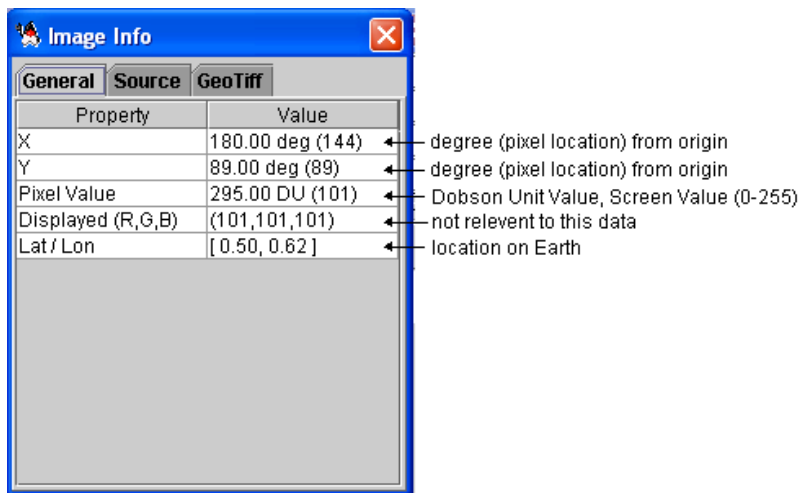 Image Info
General Source GeoTiff
Property Value
X 180.00 deg (144) degree (pixel location) from origin
Y 89.00 deg (89) degree (pixel location) from origin
Pixel Value 295.00 DU (101) Dobson Unit Value, Screen Value (0-255)
Displayed (R,G,B) (101,101,101) not relevent to this data
Lat / Lon [ 0.50, 0.62 ] location on Earth